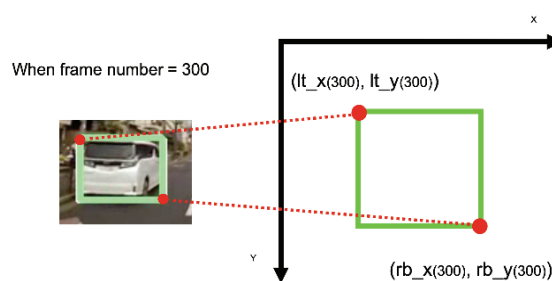 X
When frame number = 300
(lt_x(300), lt_y(300))
Y
(rb_x(300), rb_y(300))